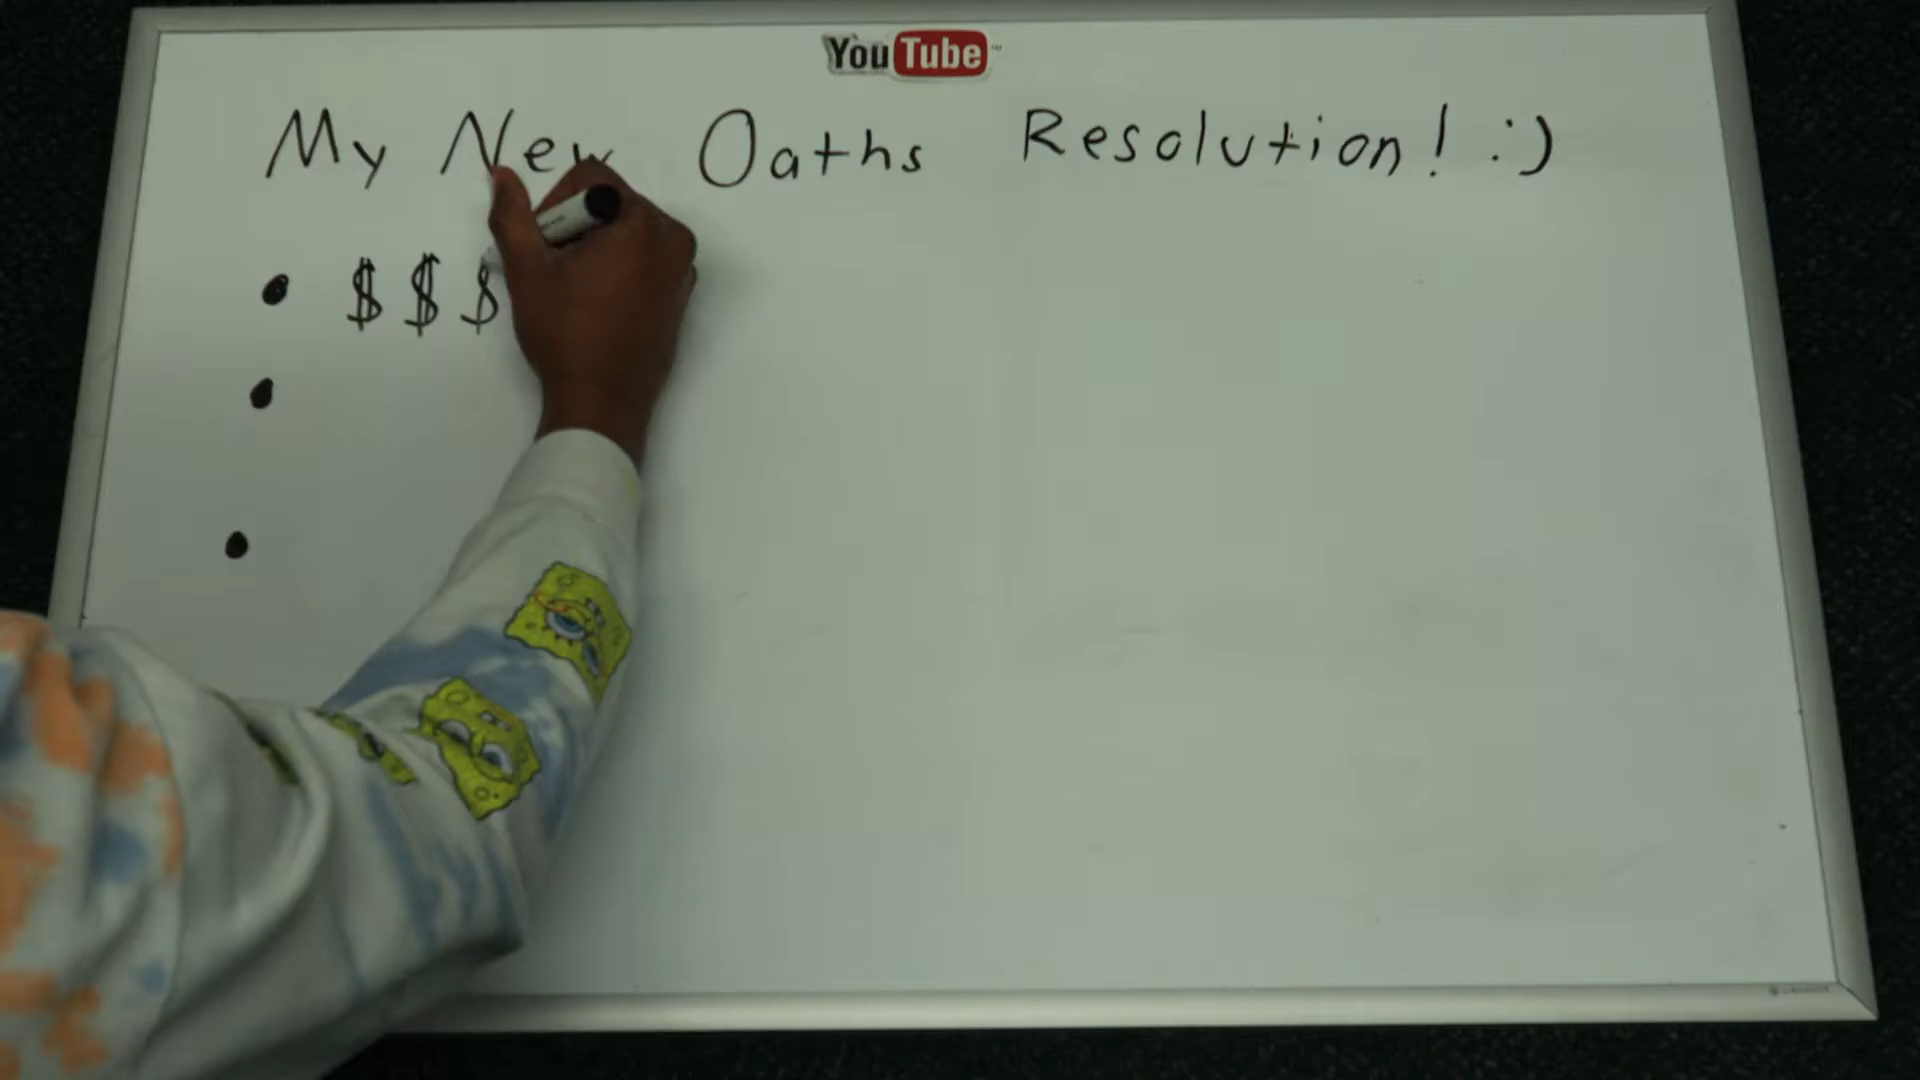 YouTube
My New Oaths Resolution! :)
• $$$
•
•